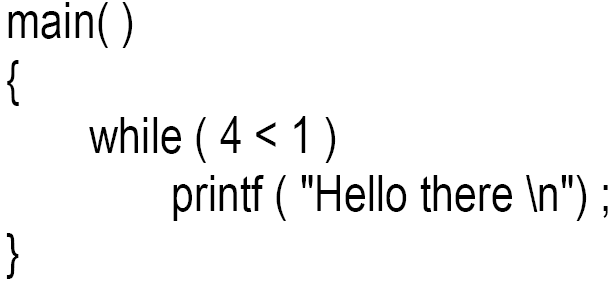 main( )
{
while ( 4 < 1 )
printf ( "Hello there \n") ;
}